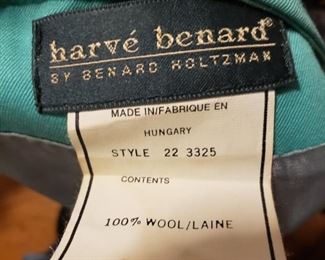 harvé benard®
BY BENARD HOLTZMAN
MADE IN/FABRIQUE EN
HUNGARY
STYLE 22 3325
CONTENTS
100% WOOL/LAINE